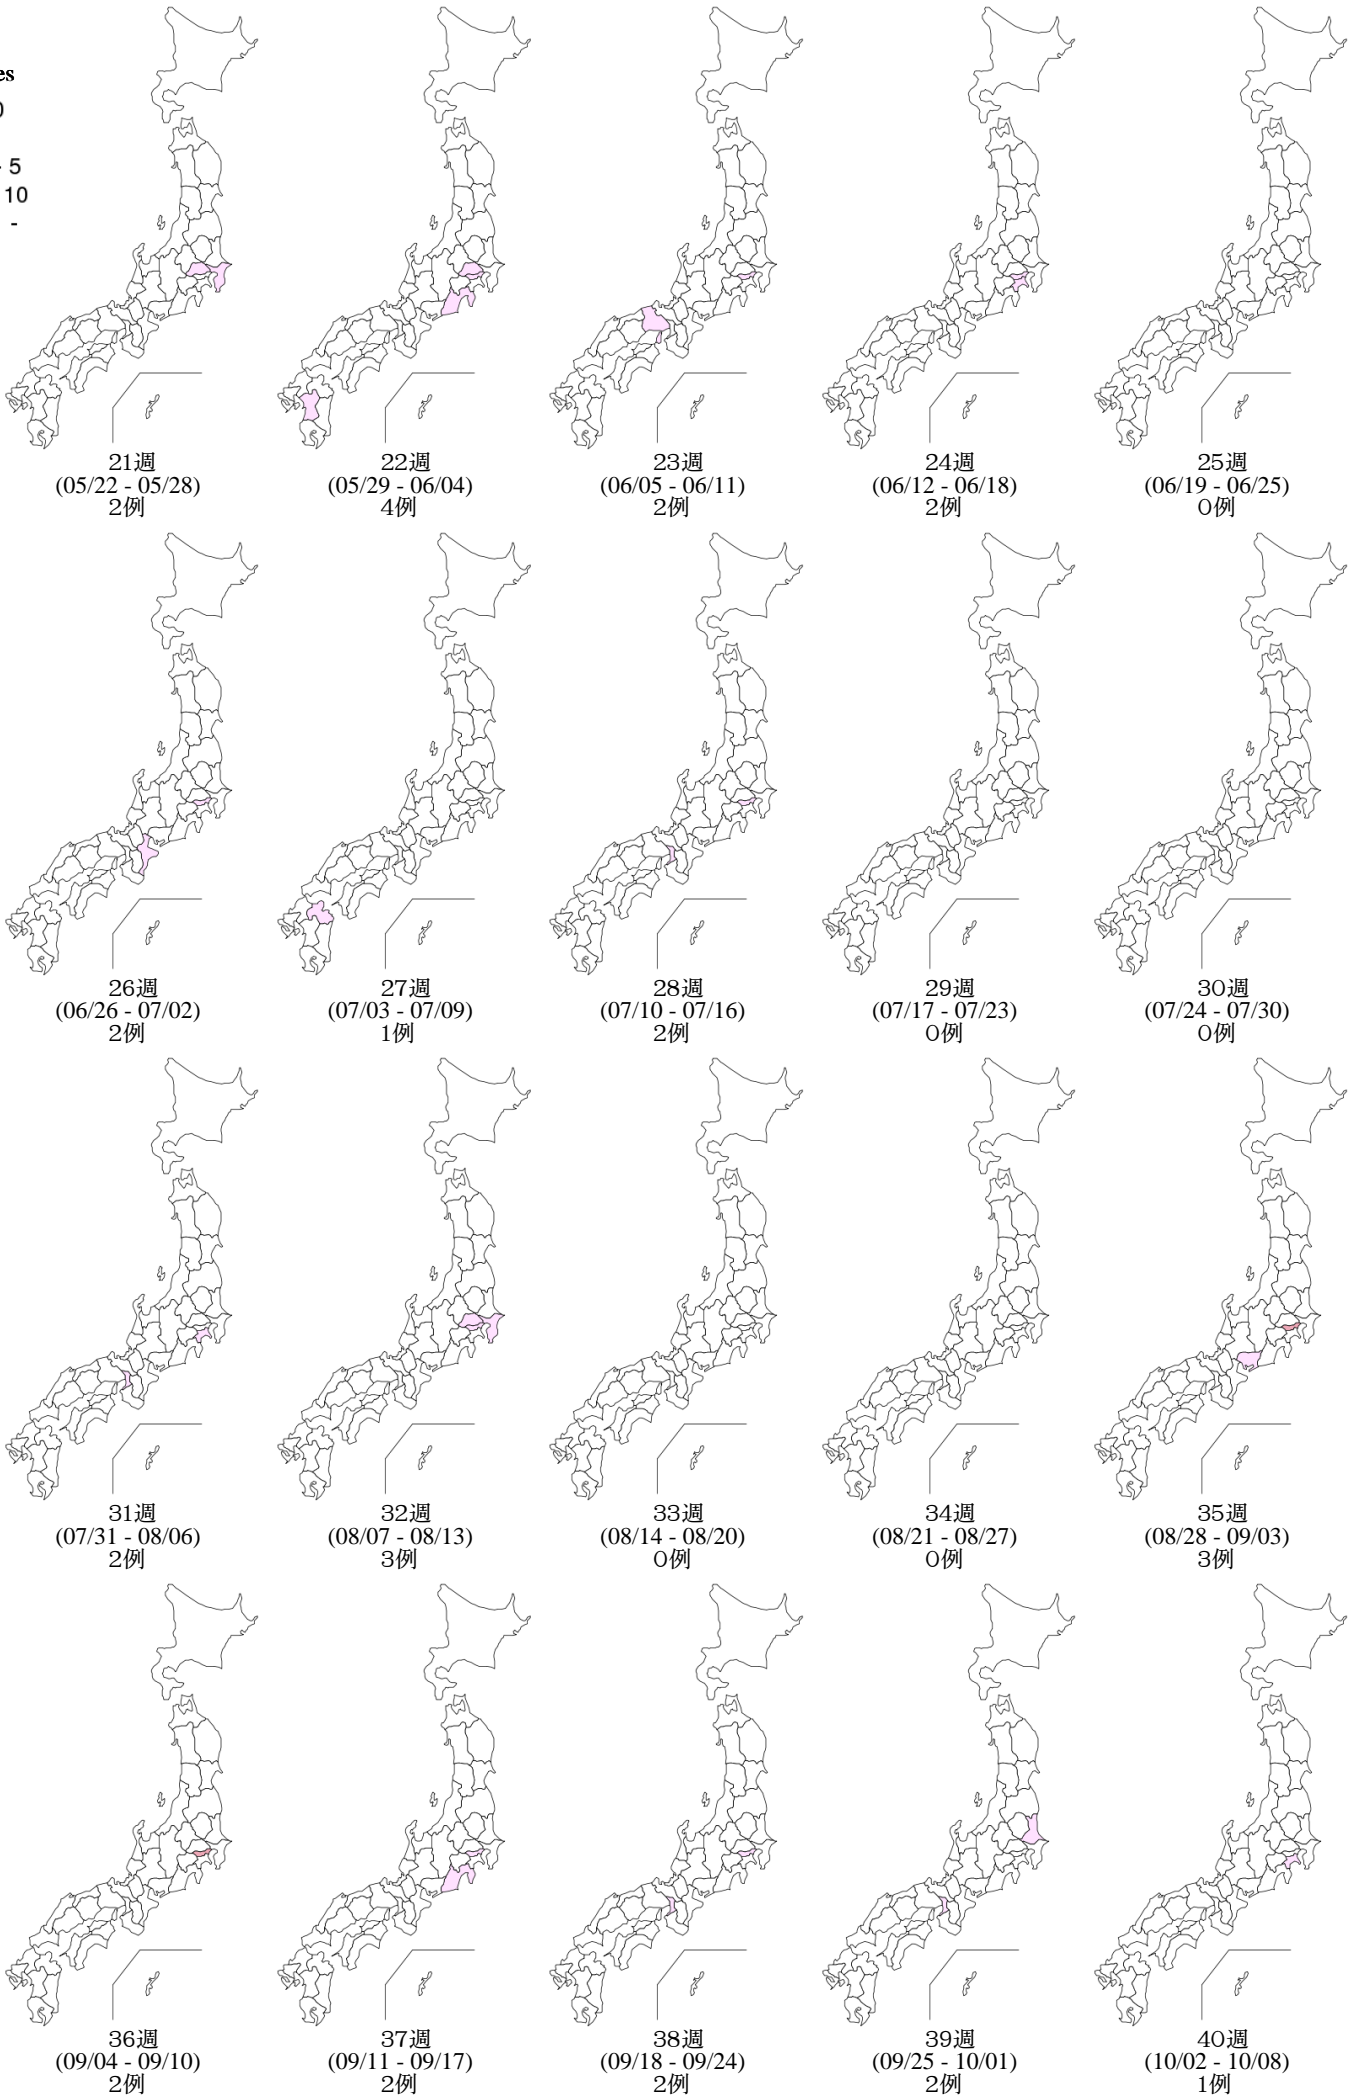 es
0
- 5
10
-
21週
(05/22 - 05/28)
2例
22週
(05/29 - 06/04)
4例
23週
(06/05 - 06/11)
2例
24週
(06/12 - 06/18)
2例
25週
(06/19 - 06/25)
0例
26週
(06/26 - 07/02)
2例
27週
(07/03 - 07/09)
1例
28週
(07/10 - 07/16)
2例
29週
(07/17 - 07/23)
0例
30週
(07/24 - 07/30)
0例
31週
(07/31 - 08/06)
2例
32週
(08/07 - 08/13)
3例
33週
(08/14 - 08/20)
0例
34週
(08/21 - 08/27)
0例
35週
(08/28 - 09/03)
3例
36週
(09/04 - 09/10)
2例
37週
(09/11 - 09/17)
2例
38週
(09/18 - 09/24)
2例
39週
(09/25 - 10/01)
2例
40週
(10/02 - 10/08)
1例